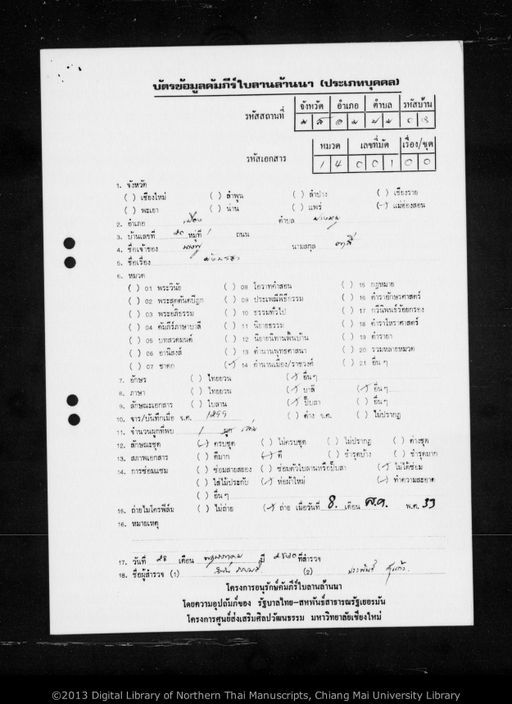 บัตรข้อมูลคัมภีร์ใบลานล้านนา (ประเภทบุคคล)
รหัสสถานที่ จังหวัด อำเภอ ตำบล รหัสบ้าน
รหัสเอกสาร หมวด เลขที่มัด เรื่อง/ชุด
1 4 0 0 1 0 0
1. จังหวัด
( ) เชียงใหม่ ( ) ลำพูน ( ) ลำปาง ( ) เชียงราย
( ) พะเยา ( ) น่าน ( ) แพร่ (✓) แม่ฮ่องสอน
2. อำเภอ เมือง ตำบล
3. บ้านเลขที่ หมู่ที่ 1 ถนน
4. ชื่อเจ้าของ นามสกุล
5. ชื่อเรื่อง
6. หมวด
( ) 01 พระวินัย ( ) 08 โอวาทคำสอน ( ) 15 กฎหมาย
( ) 02 พระสุตตันตปิฎก ( ) 09 ประเพณีพิธีกรรม ( ) 16 ตำราอักษรศาสตร์
( ) 03 พระอภิธรรม ( ) 10 ธรรมทั่วไป ( ) 17 กวีนิพนธ์ร้อยกรอง
( ) 04 คัมภีร์ภาษาบาลี ( ) 11 นิยายธรรม ( ) 18 ตำราโหราศาสตร์
( ) 05 บทสวดมนต์ ( ) 12 นิยายนิทานพื้นบ้าน ( ) 19 ตำรายา
( ) 06 อานิสงส์ ( ) 13 ตำนานพุทธศาสนา ( ) 20 รวมหลายหมวด
( ) 07 ชาดก (✓) 14 ตำนานเมือง/ราชวงศ์ ( ) 21 อื่นๆ
7. อักษร ( ) ไทยยวน (✓) อื่นๆ
8. ภาษา ( ) ไทยยวน (✓) บาลี (✓) อื่นๆ
9. ลักษณะเอกสาร ( ) ใบลาน (✓) ปั๊บสา ( ) อื่นๆ
10. จาร/บันทึกเมื่อ จ.ศ. 1255 ( ) ค่าง จ.ศ. ( ) ไม่ปรากฏ
11. จำนวนผูกที่พบ 1 ผูก
12. ลักษณะชุด (✓) ครบชุด ( ) ไม่ครบชุด ( ) ไม่ปรากฏ ( ) ต่างชุด
13. สภาพเอกสาร ( ) ดีมาก (✓) ดี ( ) ชำรุดบ้าง ( ) ชำรุดมาก
14. การซ่อมแซม ( ) ซ่อมสายสยอง ( ) ซ่อมตัวใบลานหรือปั๊บสา (✓) ไม่ได้ซ่อม
( ) ใส่ไม้ประกับ (✓) ห่อผ้าใหม่ (✓) ทำความสะอาด
( ) อื่นๆ
15. ถ่ายไมโครฟิล์ม ( ) ไม่ถ่าย (✓) ถ่าย เมื่อวันที่ 8. เดือน ส.ค. พ.ศ. 33
16. หมายเหตุ
17. วันที่ เดือน พฤษภาคม ปี ที่สำรวจ
18. ชื่อผู้สำรวจ (1) (2)
โครงการอนุรักษ์คัมภีร์ใบลานล้านนา
โดยความอุปถัมภ์ของ รัฐบาลไทย-สหพันธ์สาธารณรัฐเยอรมัน
โครงการศูนย์ส่งเสริมศิลปวัฒนธรรม มหาวิทยาลัยเชียงใหม่
©2013 Digital Library of Northern Thai Manuscripts, Chiang Mai University Library